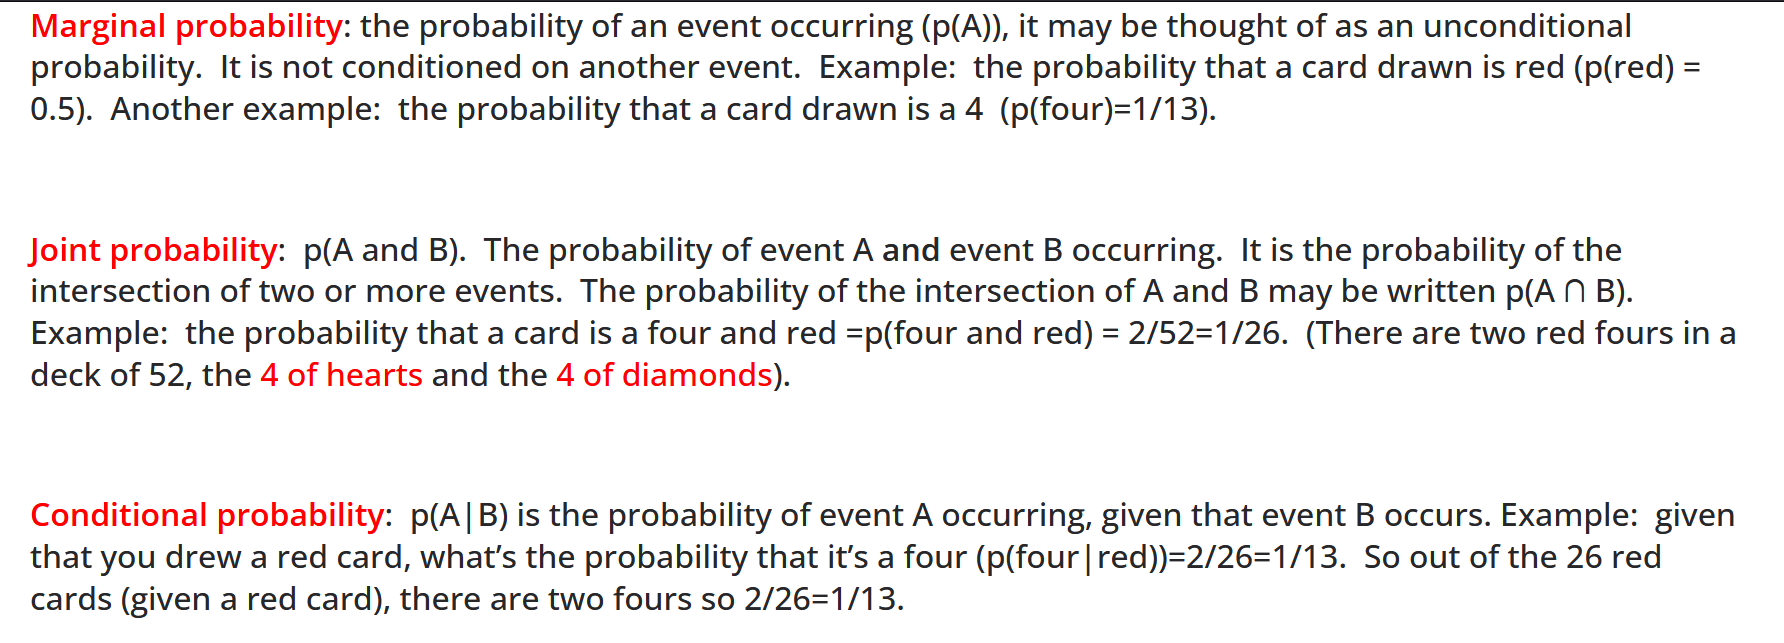 Marginal probability: the probability of an event occurring (p(A)), it may be thought of as an unconditional
probability.  It is not conditioned on another event.  Example:  the probability that a card drawn is red (p(red) =
0.5).  Another example:  the probability that a card drawn is a 4  (p(four)=1/13).
Joint probability:  p(A and B).  The probability of event A and event B occurring.  It is the probability of the
intersection of two or more events.  The probability of the intersection of A and B may be written p(A ∩ B).
Example:  the probability that a card is a four and red =p(four and red) = 2/52=1/26.  (There are two red fours in a
deck of 52, the 4 of hearts and the 4 of diamonds).
Conditional probability:  p(A|B) is the probability of event A occurring, given that event B occurs. Example:  given
that you drew a red card, what’s the probability that it’s a four (p(four|red))=2/26=1/13.  So out of the 26 red
cards (given a red card), there are two fours so 2/26=1/13.